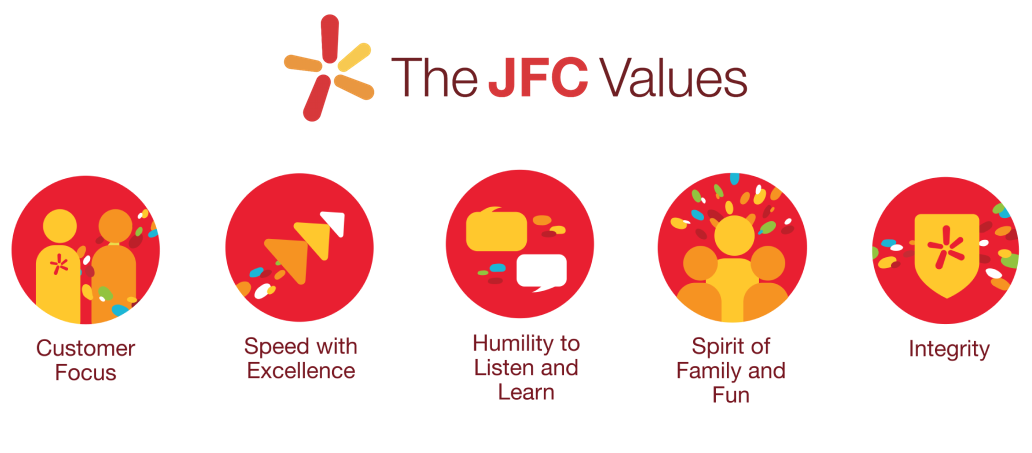 The JFC Values
Customer
Focus
Speed with
Excellence
Humility to
Listen and
Learn
Spirit of
Family and
Fun
Integrity